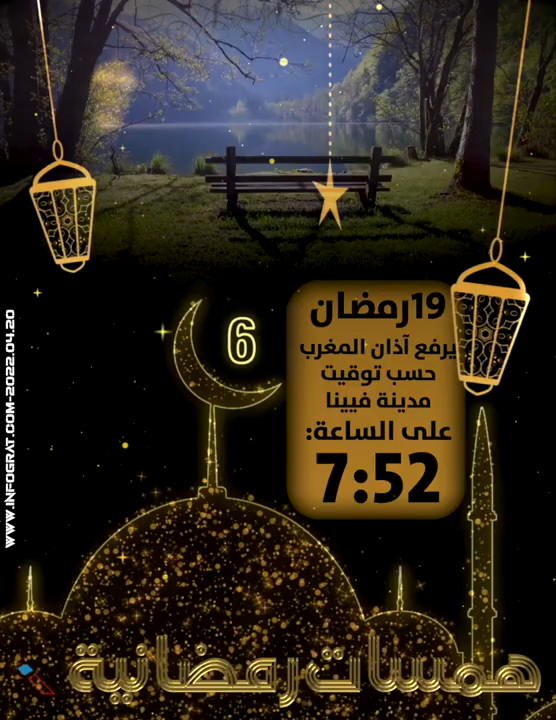 19رمضان
يرفع آذان المغرب
حسب توقيت
مدينة فيينا
على الساعة:
7:52
6
WWW.INFOGRAT.COM-2022.04.20
همسات رمضانية